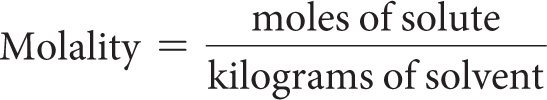 moles of solute
Molality =
kilograms of solvent